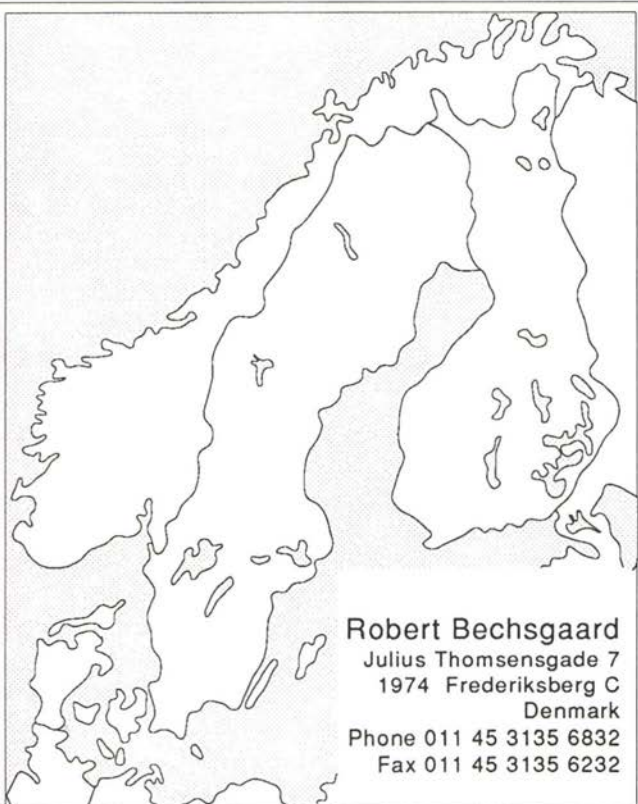 Robert Bechsgaard
Julius Thomsensgade 7
1974 Frederiksberg C
Denmark
Phone 011 45 3135 6832
Fax 011 45 3135 6232